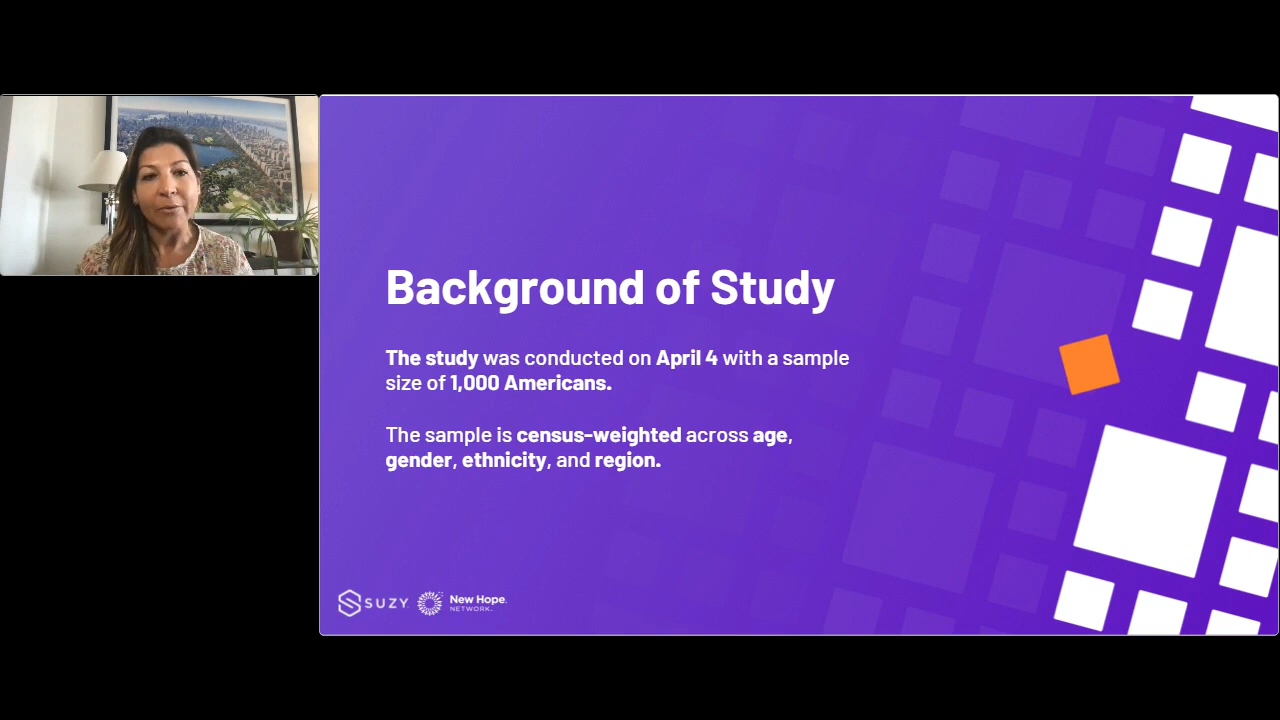 Background of Study
The study was conducted on April 4 with a sample
size of 1,000 Americans.
The sample is census-weighted across age,
gender, ethnicity, and region.
SUZY
New Hope
NETWORK